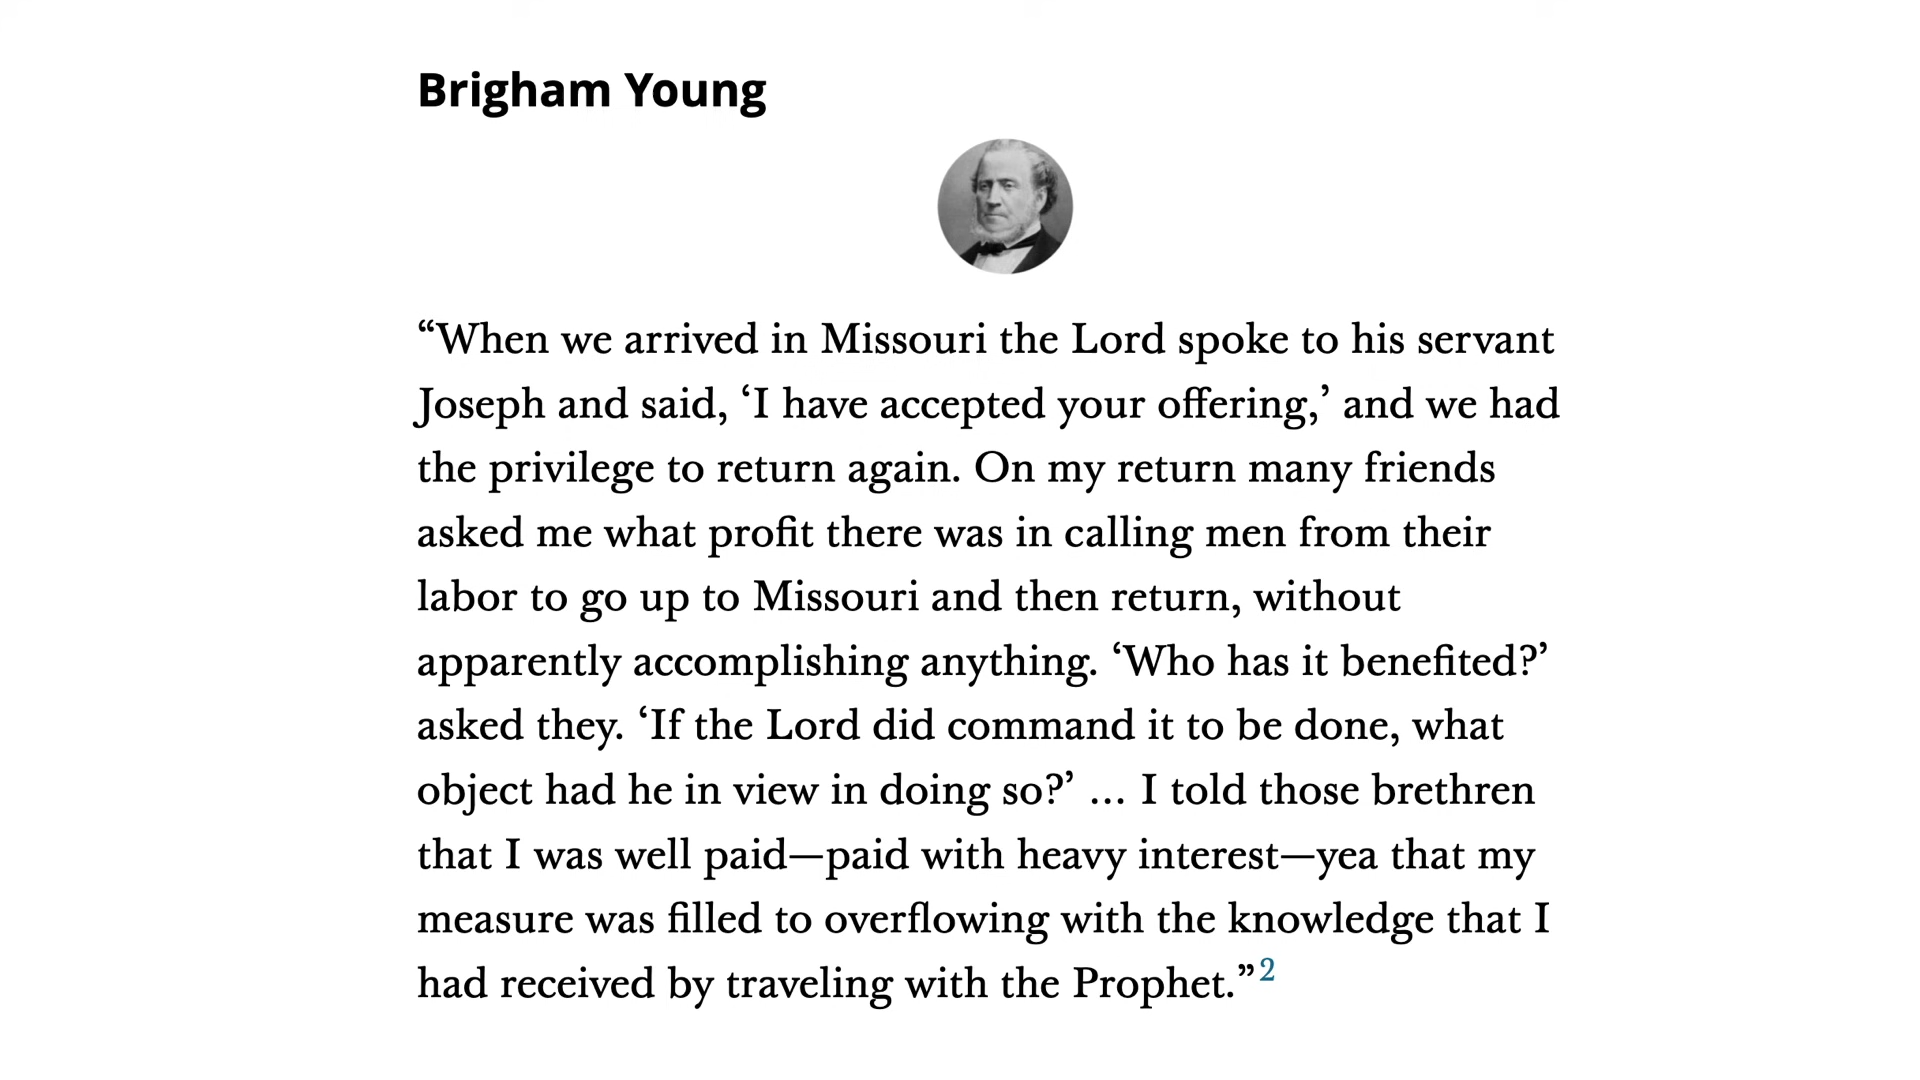 Brigham Young
“When we arrived in Missouri the Lord spoke to his servant
Joseph and said, ‘I have accepted your offering,’ and we had
the privilege to return again. On my return many friends
asked me what profit there was in calling men from their
labor to go up to Missouri and then return, without
apparently accomplishing anything. ‘Who has it benefited?’
asked they. ‘If the Lord did command it to be done, what
object had he in view in doing so?’ … I told those brethren
that I was well paid—paid with heavy interest—yea that my
measure was filled to overflowing with the knowledge that I
had received by traveling with the Prophet.”2